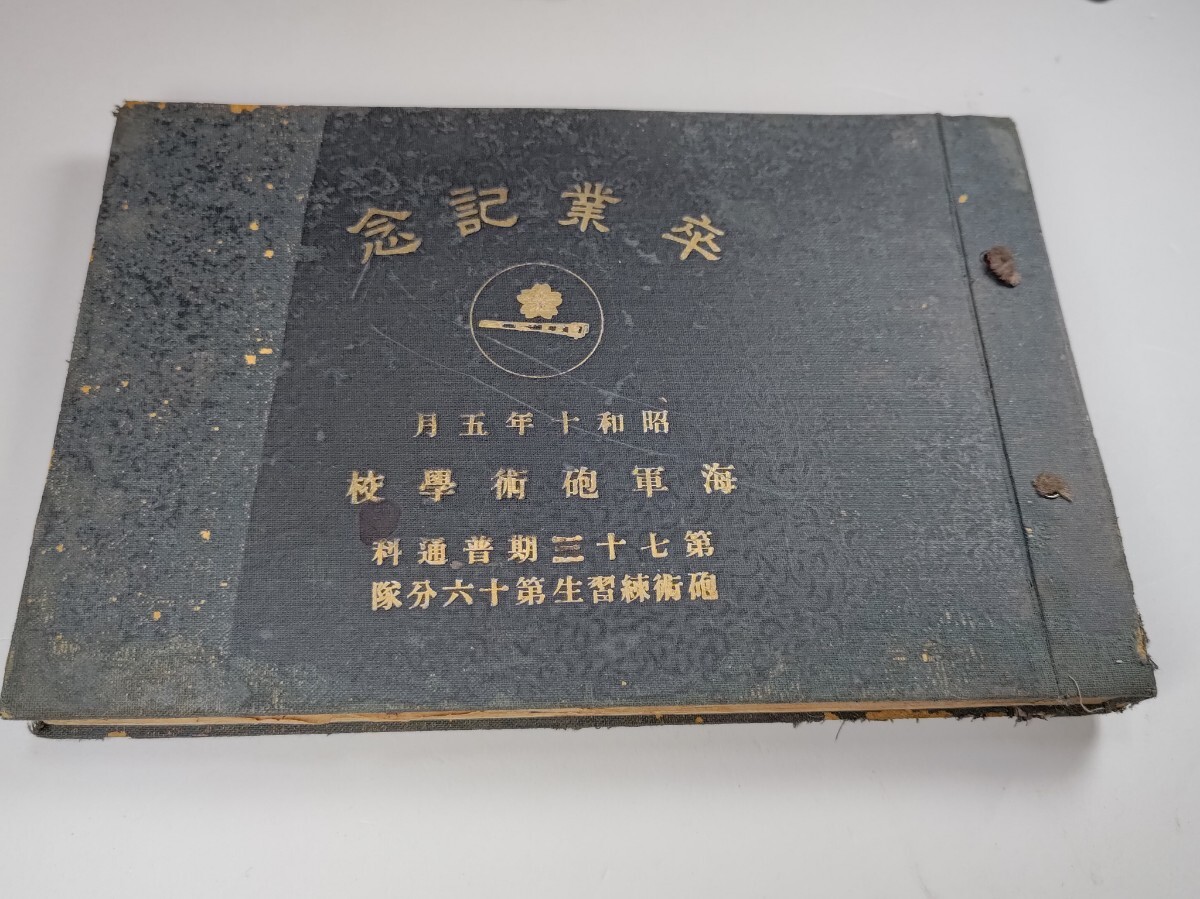 卒業記念
昭和十年五月
海軍砲術學校
第七十三期普通科
砲術練習生第十六分隊